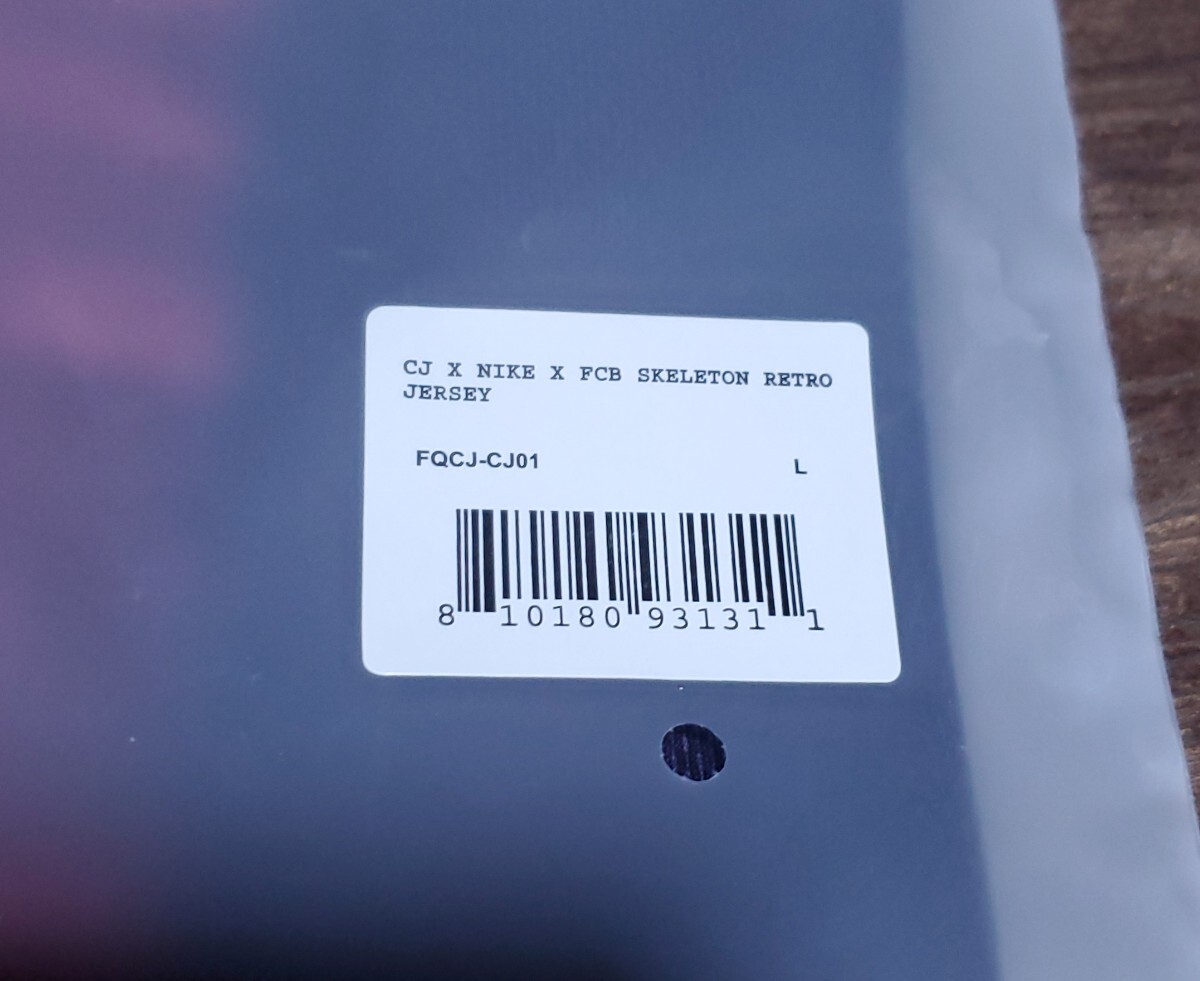 CJ X NIKE X FCB SKELETON RETRO
JERSEY
FQCJ-CJ01 L
8 10180 93131 1